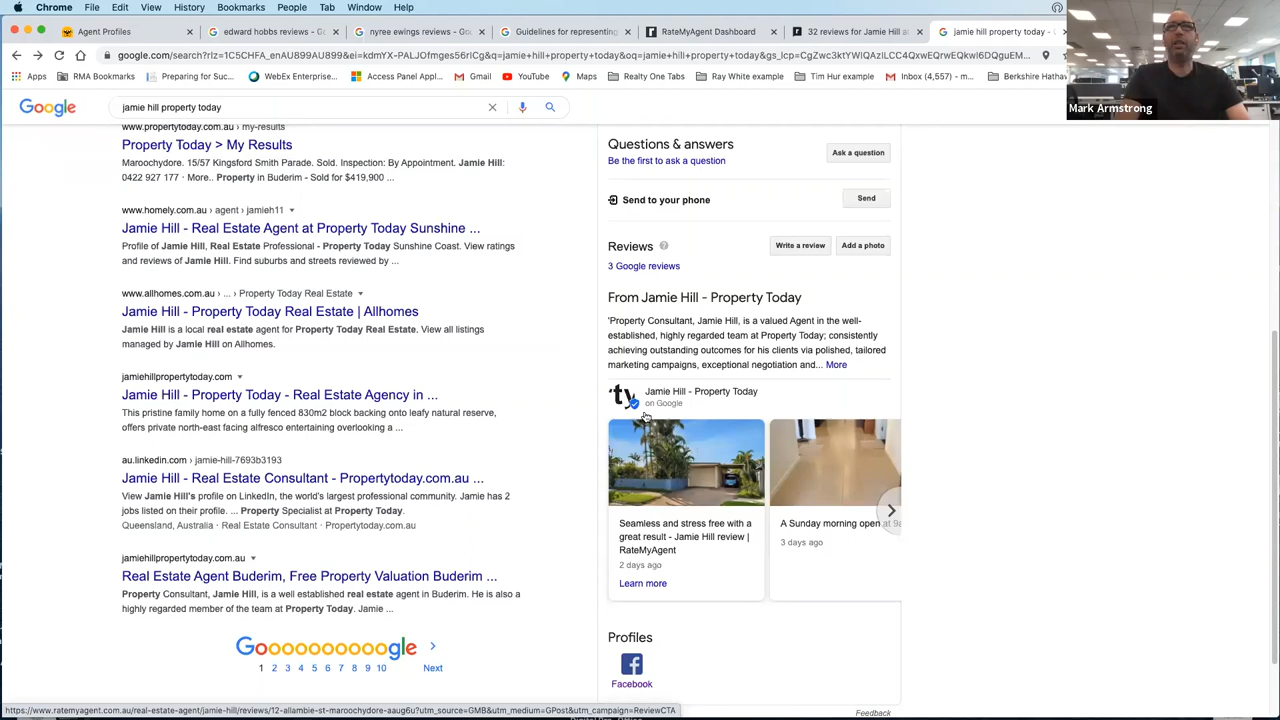 Chrome File Edit View History Bookmarks People Tab Window Help
Agent Profiles × edward hobbs reviews - G × nyree ewings reviews - Goo × Guidelines for representing × RateMyAgent Dashboard × 32 reviews for Jamie Hill a × jamie hill property today -
google.com/search?rlz=1C5CHFA_enAU899AU899&ei=
Apps RMA Bookmarks Preparing for Suc... WebEx Enterprise... Access Panel Appl... Gmail YouTube Maps Realty One Tabs Ray White example Tim Hur example Inbox (4,557) – m... Berkshire Hathav
Mark Armstrong
Google jamie hill property today
www.propertytoday.com.au › my-results
Property Today > My Results
Maroochydore. 15/57 Kingsford Smith Parade. Sold. Inspection: By Appointment. Jamie Hill:
0422 927 177 · More.. Property in Buderim - Sold for $419,900 ...
www.homely.com.au › agent › jamieh11
Jamie Hill - Real Estate Agent at Property Today Sunshine ...
Profile of Jamie Hill, Real Estate Professional - Property Today Sunshine Coast. View ratings
and reviews of Jamie Hill. Find suburbs and streets reviewed by ...
www.allhomes.com.au › ... › Property Today Real Estate
Jamie Hill - Property Today Real Estate | Allhomes
Jamie Hill is a local real estate agent for Property Today Real Estate. View all listings
managed by Jamie Hill on Allhomes.
jamiehillpropertytoday.com
Jamie Hill - Property Today - Real Estate Agency in ...
This pristine family home on a fully fenced 830m2 block backing onto leafy natural reserve,
offers private north-east facing alfresco entertaining overlooking a ...
au.linkedin.com › jamie-hill-7693b3193
Jamie Hill - Real Estate Consultant - Propertytoday.com.au ...
View Jamie Hill's profile on LinkedIn, the world's largest professional community. Jamie has 2
jobs listed on their profile. ... Property Specialist at Property Today.
Queensland, Australia · Real Estate Consultant · Propertytoday.com.au
jamiehillpropertytoday.com.au
Real Estate Agent Buderim, Free Property Valuation Buderim ...
Property Consultant, Jamie Hill, is a well established real estate agent in Buderim. He is also a
highly regarded member of the team at Property Today. Jamie ...
Goooooooooogle
1 2 3 4 5 6 7 8 9 10 Next
Questions & answers
Be the first to ask a question
Ask a question
Send to your phone
Send
Reviews
Write a review
Add a photo
3 Google reviews
From Jamie Hill - Property Today
'Property Consultant, Jamie Hill, is a valued Agent in the well-
established, highly regarded team at Property Today; consistently
achieving outstanding outcomes for his clients via polished, tailored
marketing campaigns, exceptional negotiation and... More
'ty
Jamie Hill - Property Today
on Google
Seamless and stress free with a
great result - Jamie Hill review |
RateMyAgent
2 days ago
Learn more
A Sunday morning open at 9a
3 days ago
Profiles
Facebook
Feedback
https://www.ratemyagent.com.au/real-estate-agent/jamie-hill/reviews/12-allambie-st-maroochydore-aaug6u?utm_source=GMB&utm_medium=GPost&utm_campaign=ReviewCTA